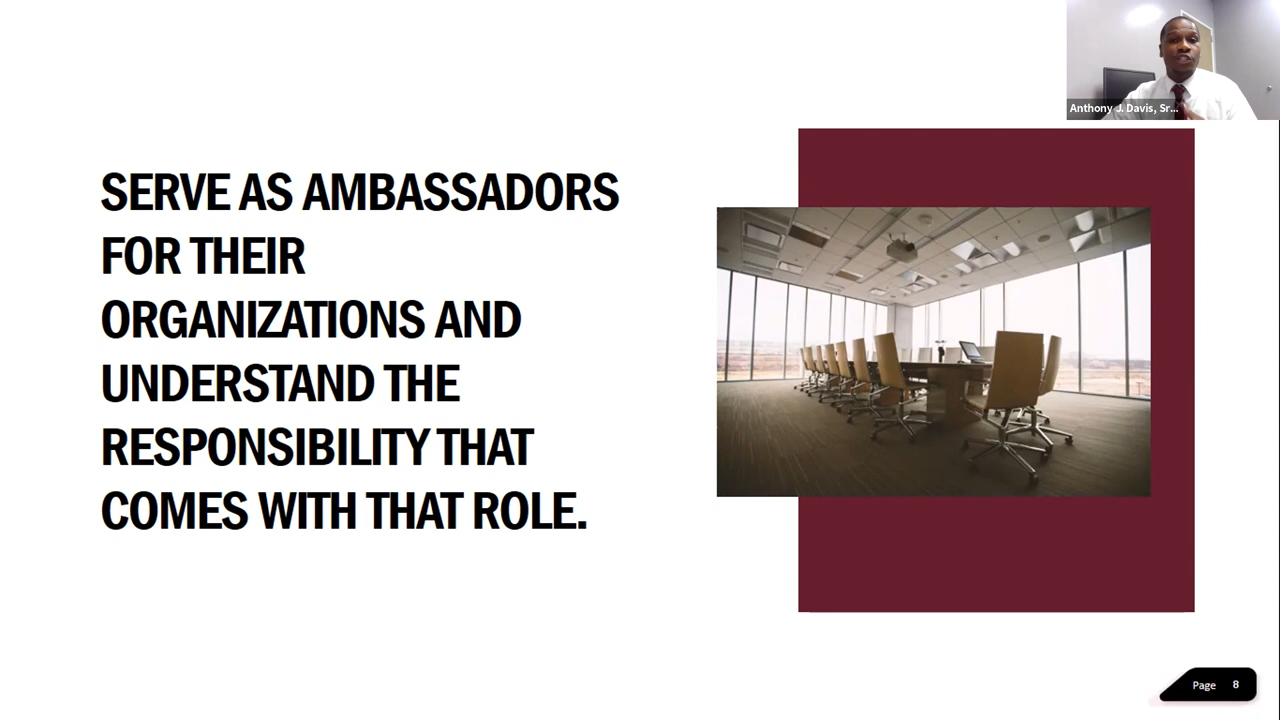 Anthony J. Davis, Sr...
SERVE AS AMBASSADORS
FOR THEIR
ORGANIZATIONS AND
UNDERSTAND THE
RESPONSIBILITY THAT
COMES WITH THAT ROLE.
Page 8